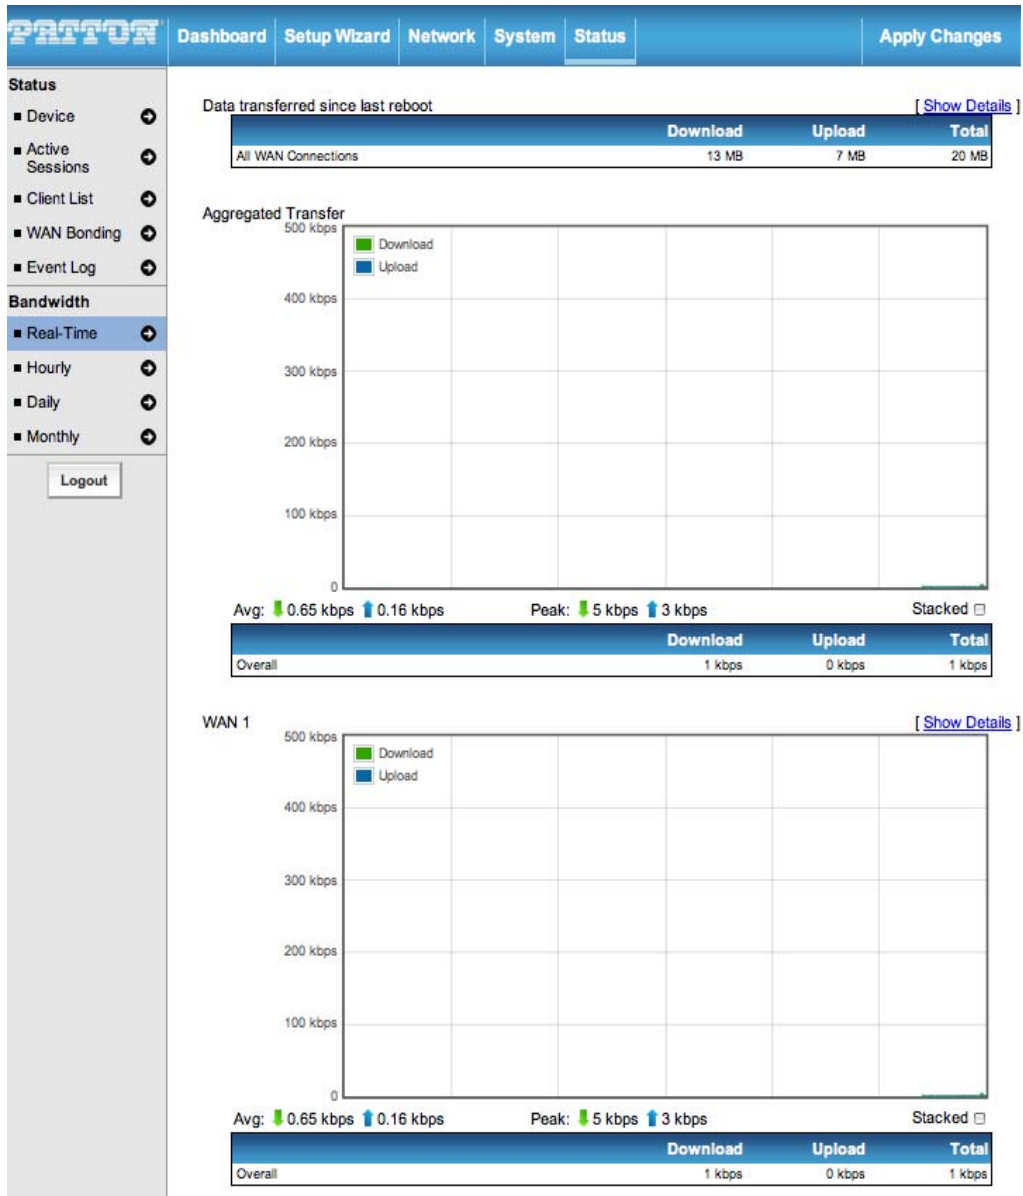 PATTON
Dashboard Setup Wizard Network System Status Apply Changes
Status
Device
Active
Sessions
Client List
WAN Bonding
Event Log
Bandwidth
Real-Time
Hourly
Daily
Monthly
Logout
Data transferred since last reboot [ Show Details ]
Download Upload Total
All WAN Connections 13 MB 7 MB 20 MB
Aggregated Transfer
500 kbps
Download
Upload
400 kbps
300 kbps
200 kbps
100 kbps
0
Avg: 0.65 kbps 0.16 kbps Peak: 5 kbps 3 kbps Stacked
Download Upload Total
Overall 1 kbps 0 kbps 1 kbps
WAN 1 [ Show Details ]
500 kbps
Download
Upload
400 kbps
300 kbps
200 kbps
100 kbps
0
Avg: 0.65 kbps 0.16 kbps Peak: 5 kbps 3 kbps Stacked
Download Upload Total
Overall 1 kbps 0 kbps 1 kbps